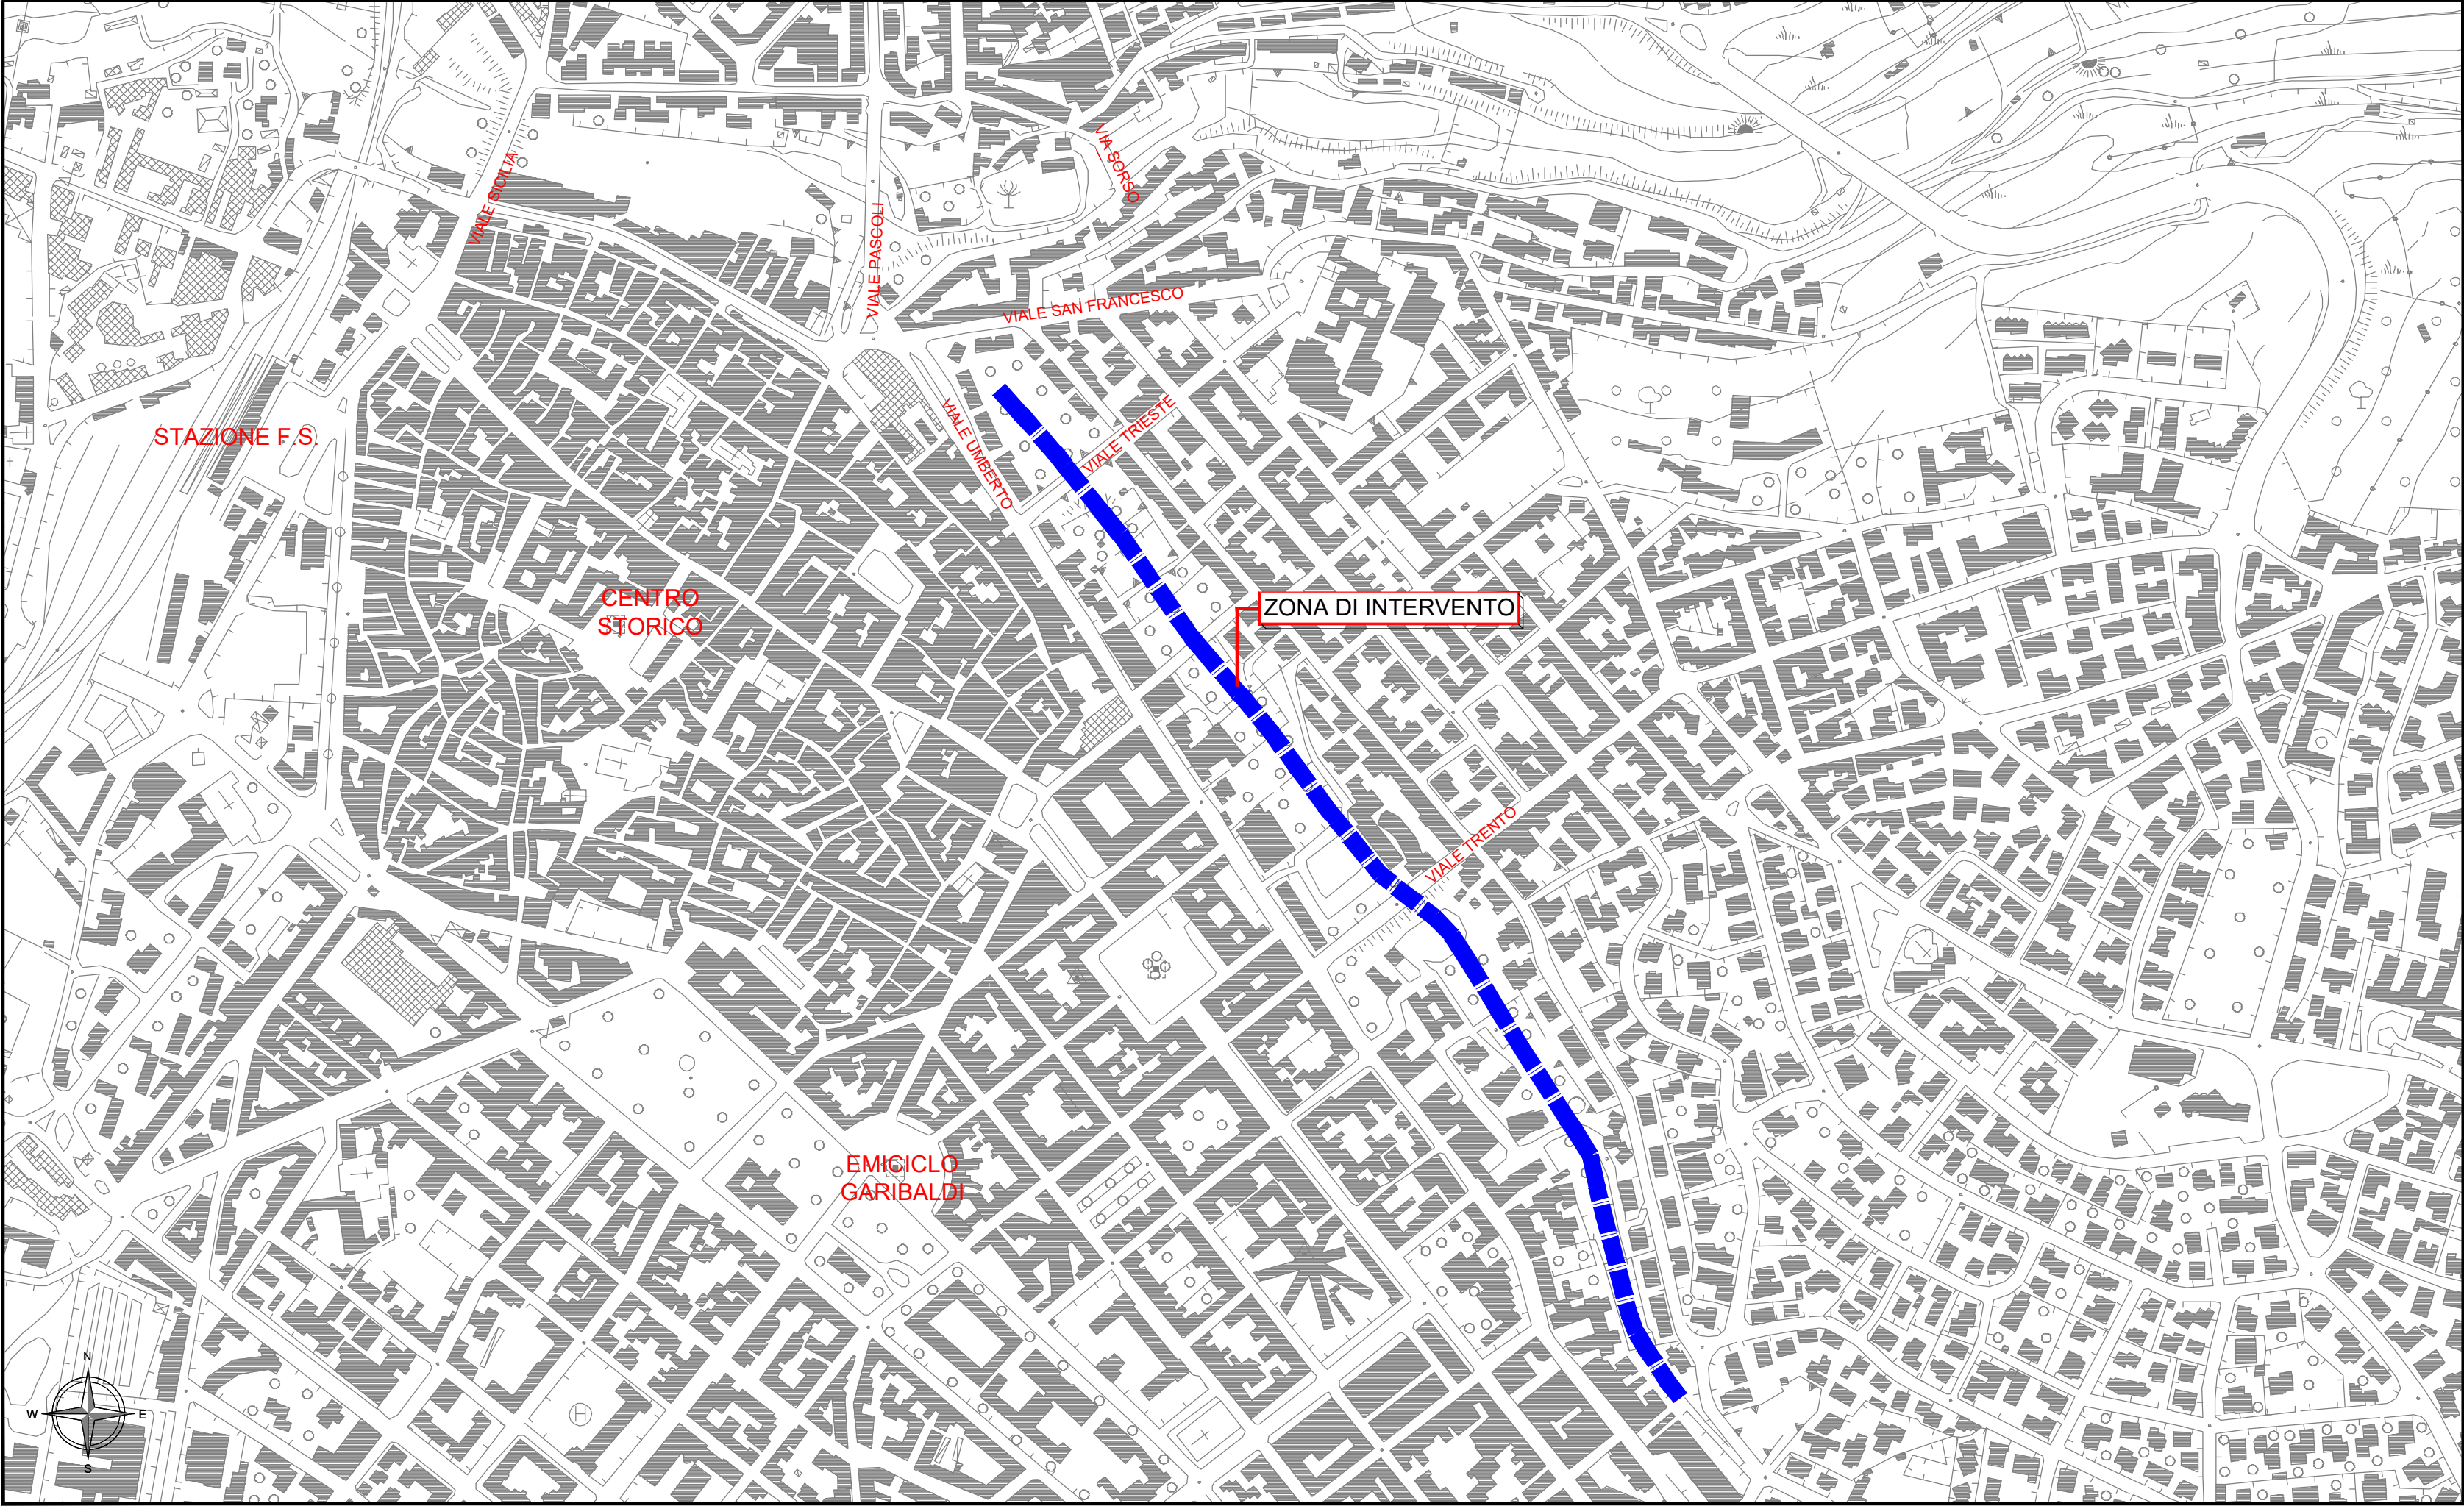 VIA SORSO
VIALE SICILIA
VIALE PASCOLI
VIALE SAN FRANCESCO
VIALE UMBERTO
VIALE TRIESTE
STAZIONE F.S.
CENTRO
STORICO
ZONA DI INTERVENTO
VIALE TRENTO
EMICICLO
GARIBALDI
N
W
E
S
H